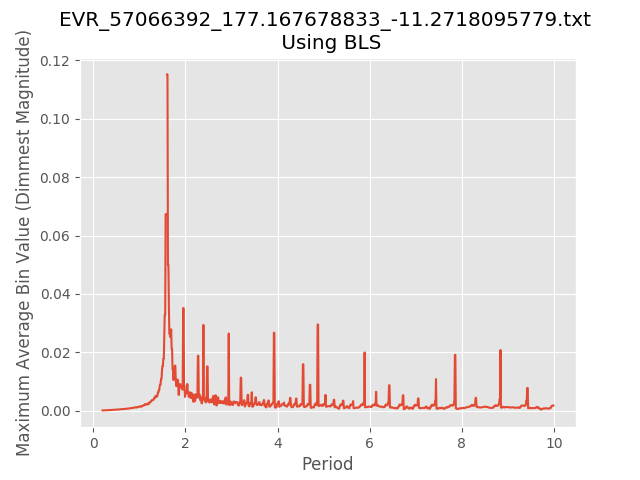 EVR_57066392_177.167678833_-11.2718095779.txt
Using BLS
Maximum Average Bin Value (Dimmest Magnitude)
0.12
0.10
0.08
0.06
0.04
0.02
0.00
0 2 4 6 8 10
Period